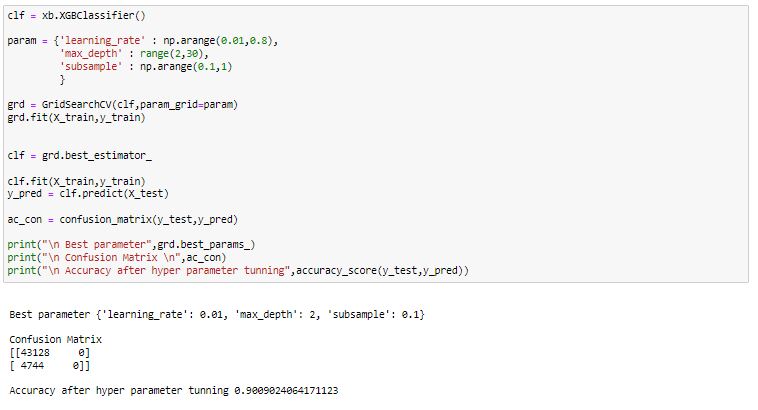 clf = xb.XGBClassifier()
param = {'learning_rate' : np.arange(0.01,0.8),
'max_depth' : range(2,30),
'subsample' : np.arange(0.1,1)
}
grd = GridSearchCV(clf,param_grid=param)
grd.fit(X_train,y_train)
clf = grd.best_estimator_
clf.fit(X_train,y_train)
y_pred = clf.predict(X_test)
ac_con = confusion_matrix(y_test,y_pred)
print("\n Best parameter",grd.best_params_)
print("\n Confusion Matrix \n",ac_con)
print("\n Accuracy after hyper parameter tunning",accuracy_score(y_test,y_pred))
Best parameter {'learning_rate': 0.01, 'max_depth': 2, 'subsample': 0.1}
Confusion Matrix
[[43128     0]
[ 4744     0]]
Accuracy after hyper parameter tunning 0.9009024064171123